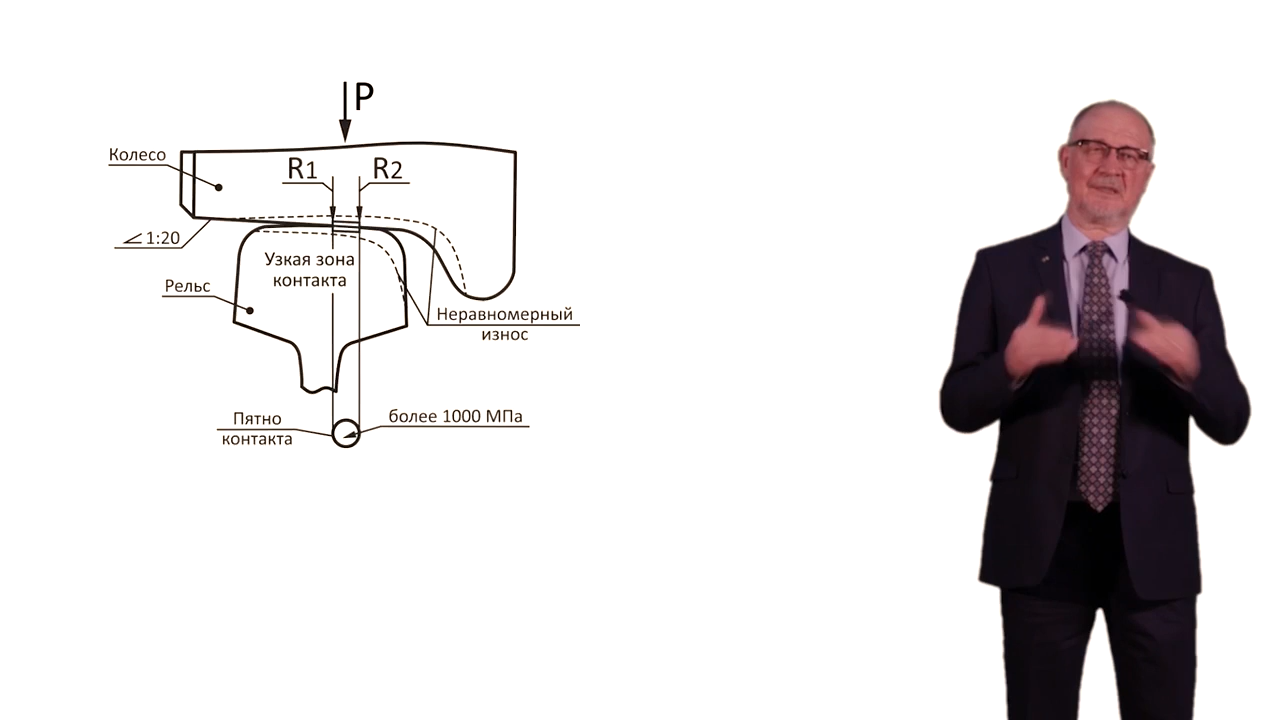 P
Колесо
R1
R2
∠ 1:20
Узкая зона
контакта
Рельс
Неравномерный
износ
Пятно
контакта
более 1000 МПа